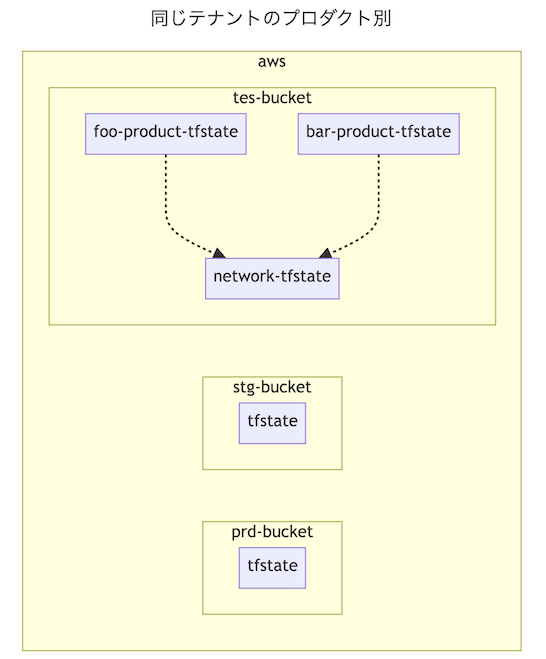 同じテナントのプロダクト別
aws
tes-bucket
foo-product-tfstate
bar-product-tfstate
network-tfstate
stg-bucket
tfstate
prd-bucket
tfstate